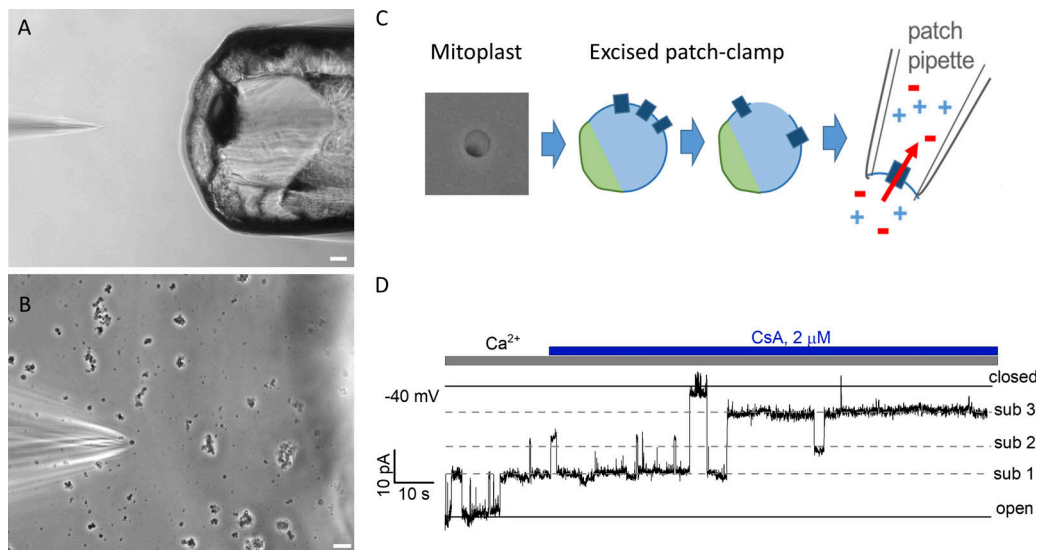 A
B
C
Mitoplast
Excised patch-clamp
patch
pipette
D
Ca²⁺
CsA, 2 μM
-40 mV
closed
sub 3
sub 2
sub 1
open
10 pA
10 s